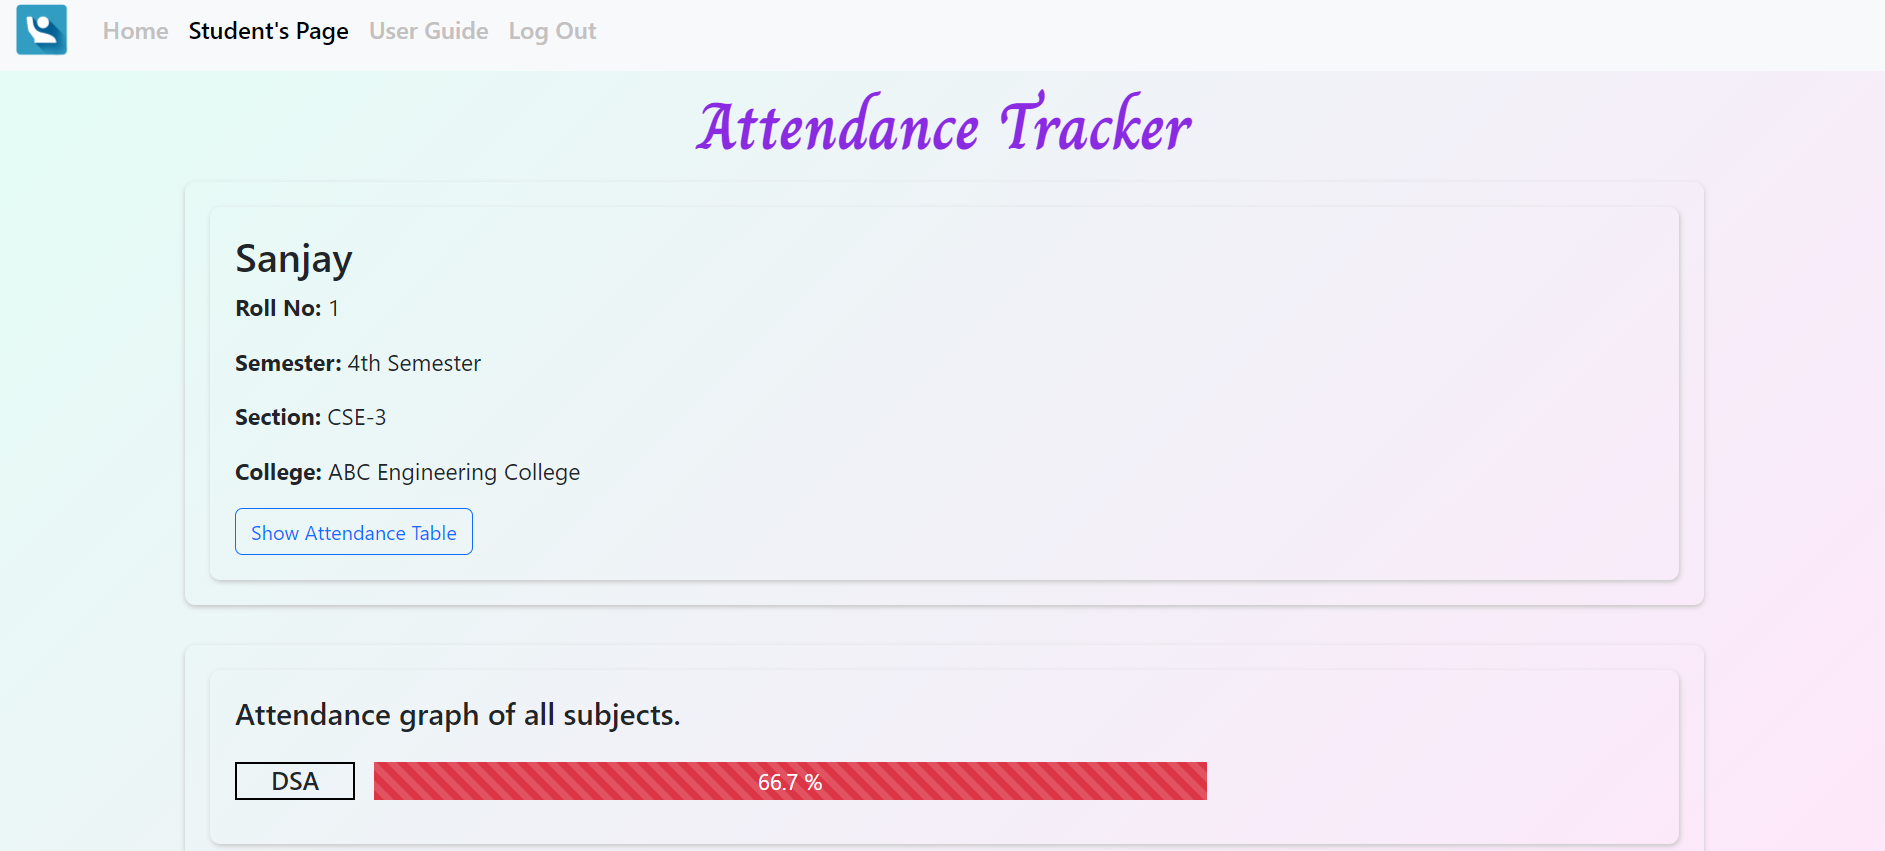 Home Student's Page User Guide Log Out
Attendance Tracker
Sanjay
Roll No: 1
Semester: 4th Semester
Section: CSE-3
College: ABC Engineering College
Show Attendance Table
Attendance graph of all subjects.
DSA 66.7 %